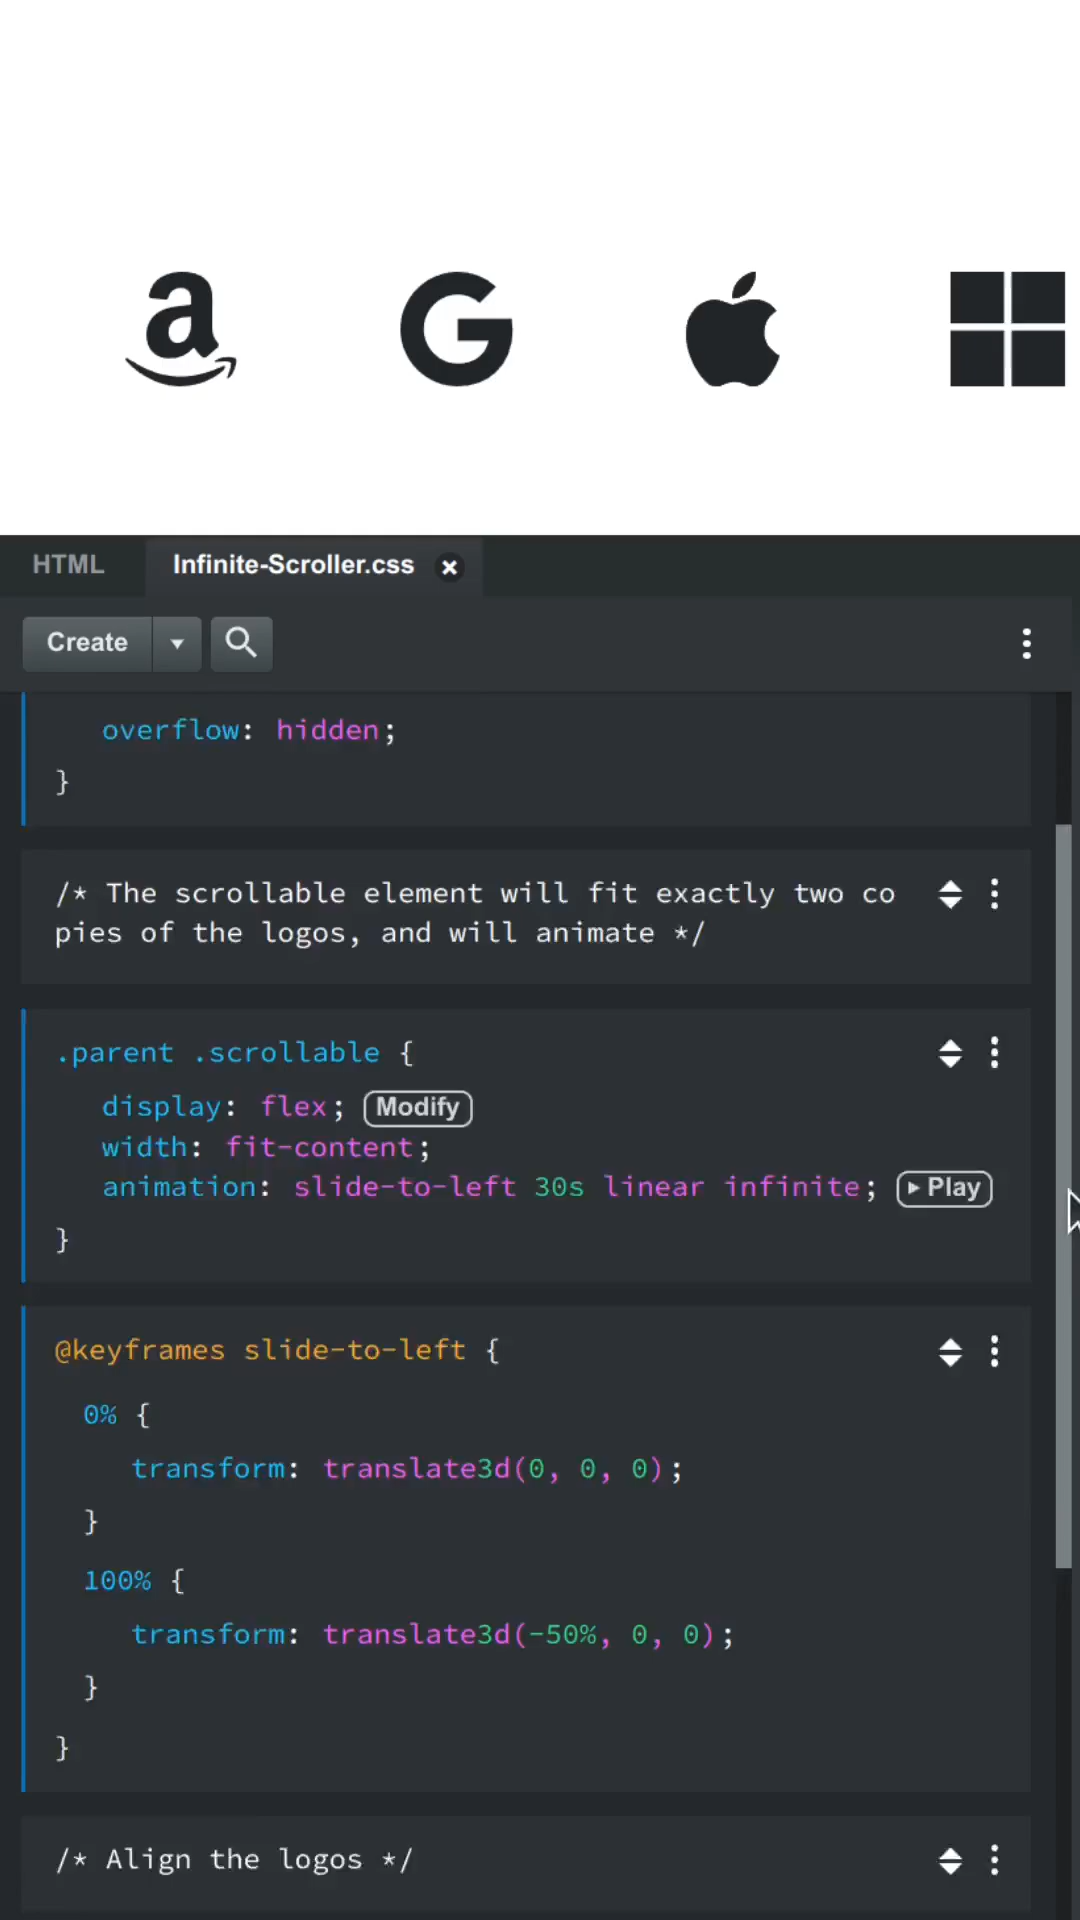 HTML
Infinite-Scroller.css
Create
overflow: hidden;
}
/* The scrollable element will fit exactly two co
pies of the logos, and will animate */
.parent .scrollable {
display: flex; Modify
width: fit-content;
animation: slide-to-left 30s linear infinite; Play
}
@keyframes slide-to-left {
0% {
transform: translate3d(0, 0, 0);
}
100% {
transform: translate3d(-50%, 0, 0);
}
}
/* Align the logos */